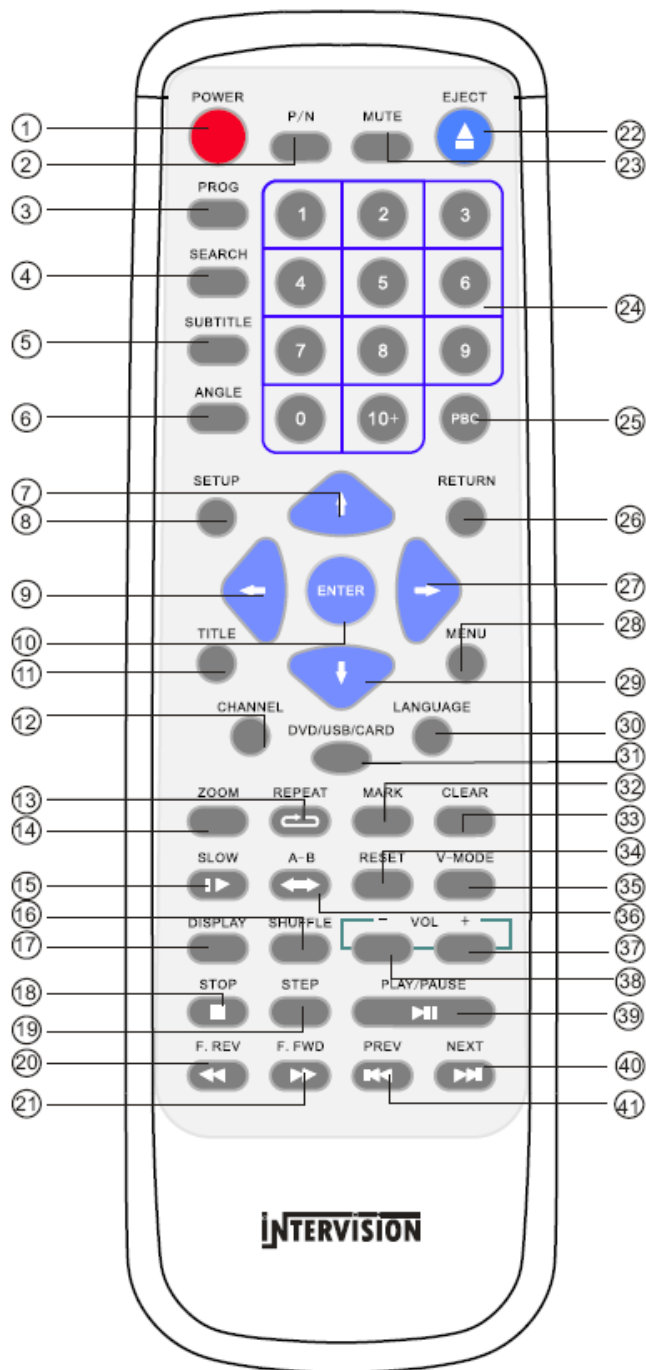 POWER EJECT
P/N MUTE
① ② ㉒ ㉓
PROG 1 2 3
③
SEARCH 4 5 6
④ ㉔
SUBTITLE 7 8 9
⑤
ANGLE 0 10+ PBC
⑥ ㉕
SETUP RETURN
⑦ ⑧ ㉖
ENTER
⑨ ㉗
⑩ ㉘
TITLE MENU
⑪ ㉙
CHANNEL LANGUAGE
⑫ ㉚
DVD/USB/CARD
㉛
ZOOM REPEAT MARK CLEAR
⑬ ⑭ ㉜ ㉝
SLOW A-B RESET V-MODE
⑮ ㉞ ㉟
⑯ ㊱
DISPLAY SHUFFLE - VOL +
⑰ ㊲
STOP STEP PLAY/PAUSE
⑱ ㊳
⑲ ㊴
F. REV F. FWD PREV NEXT
⑳ ㊵
㉑ ㊶
INTERVISION